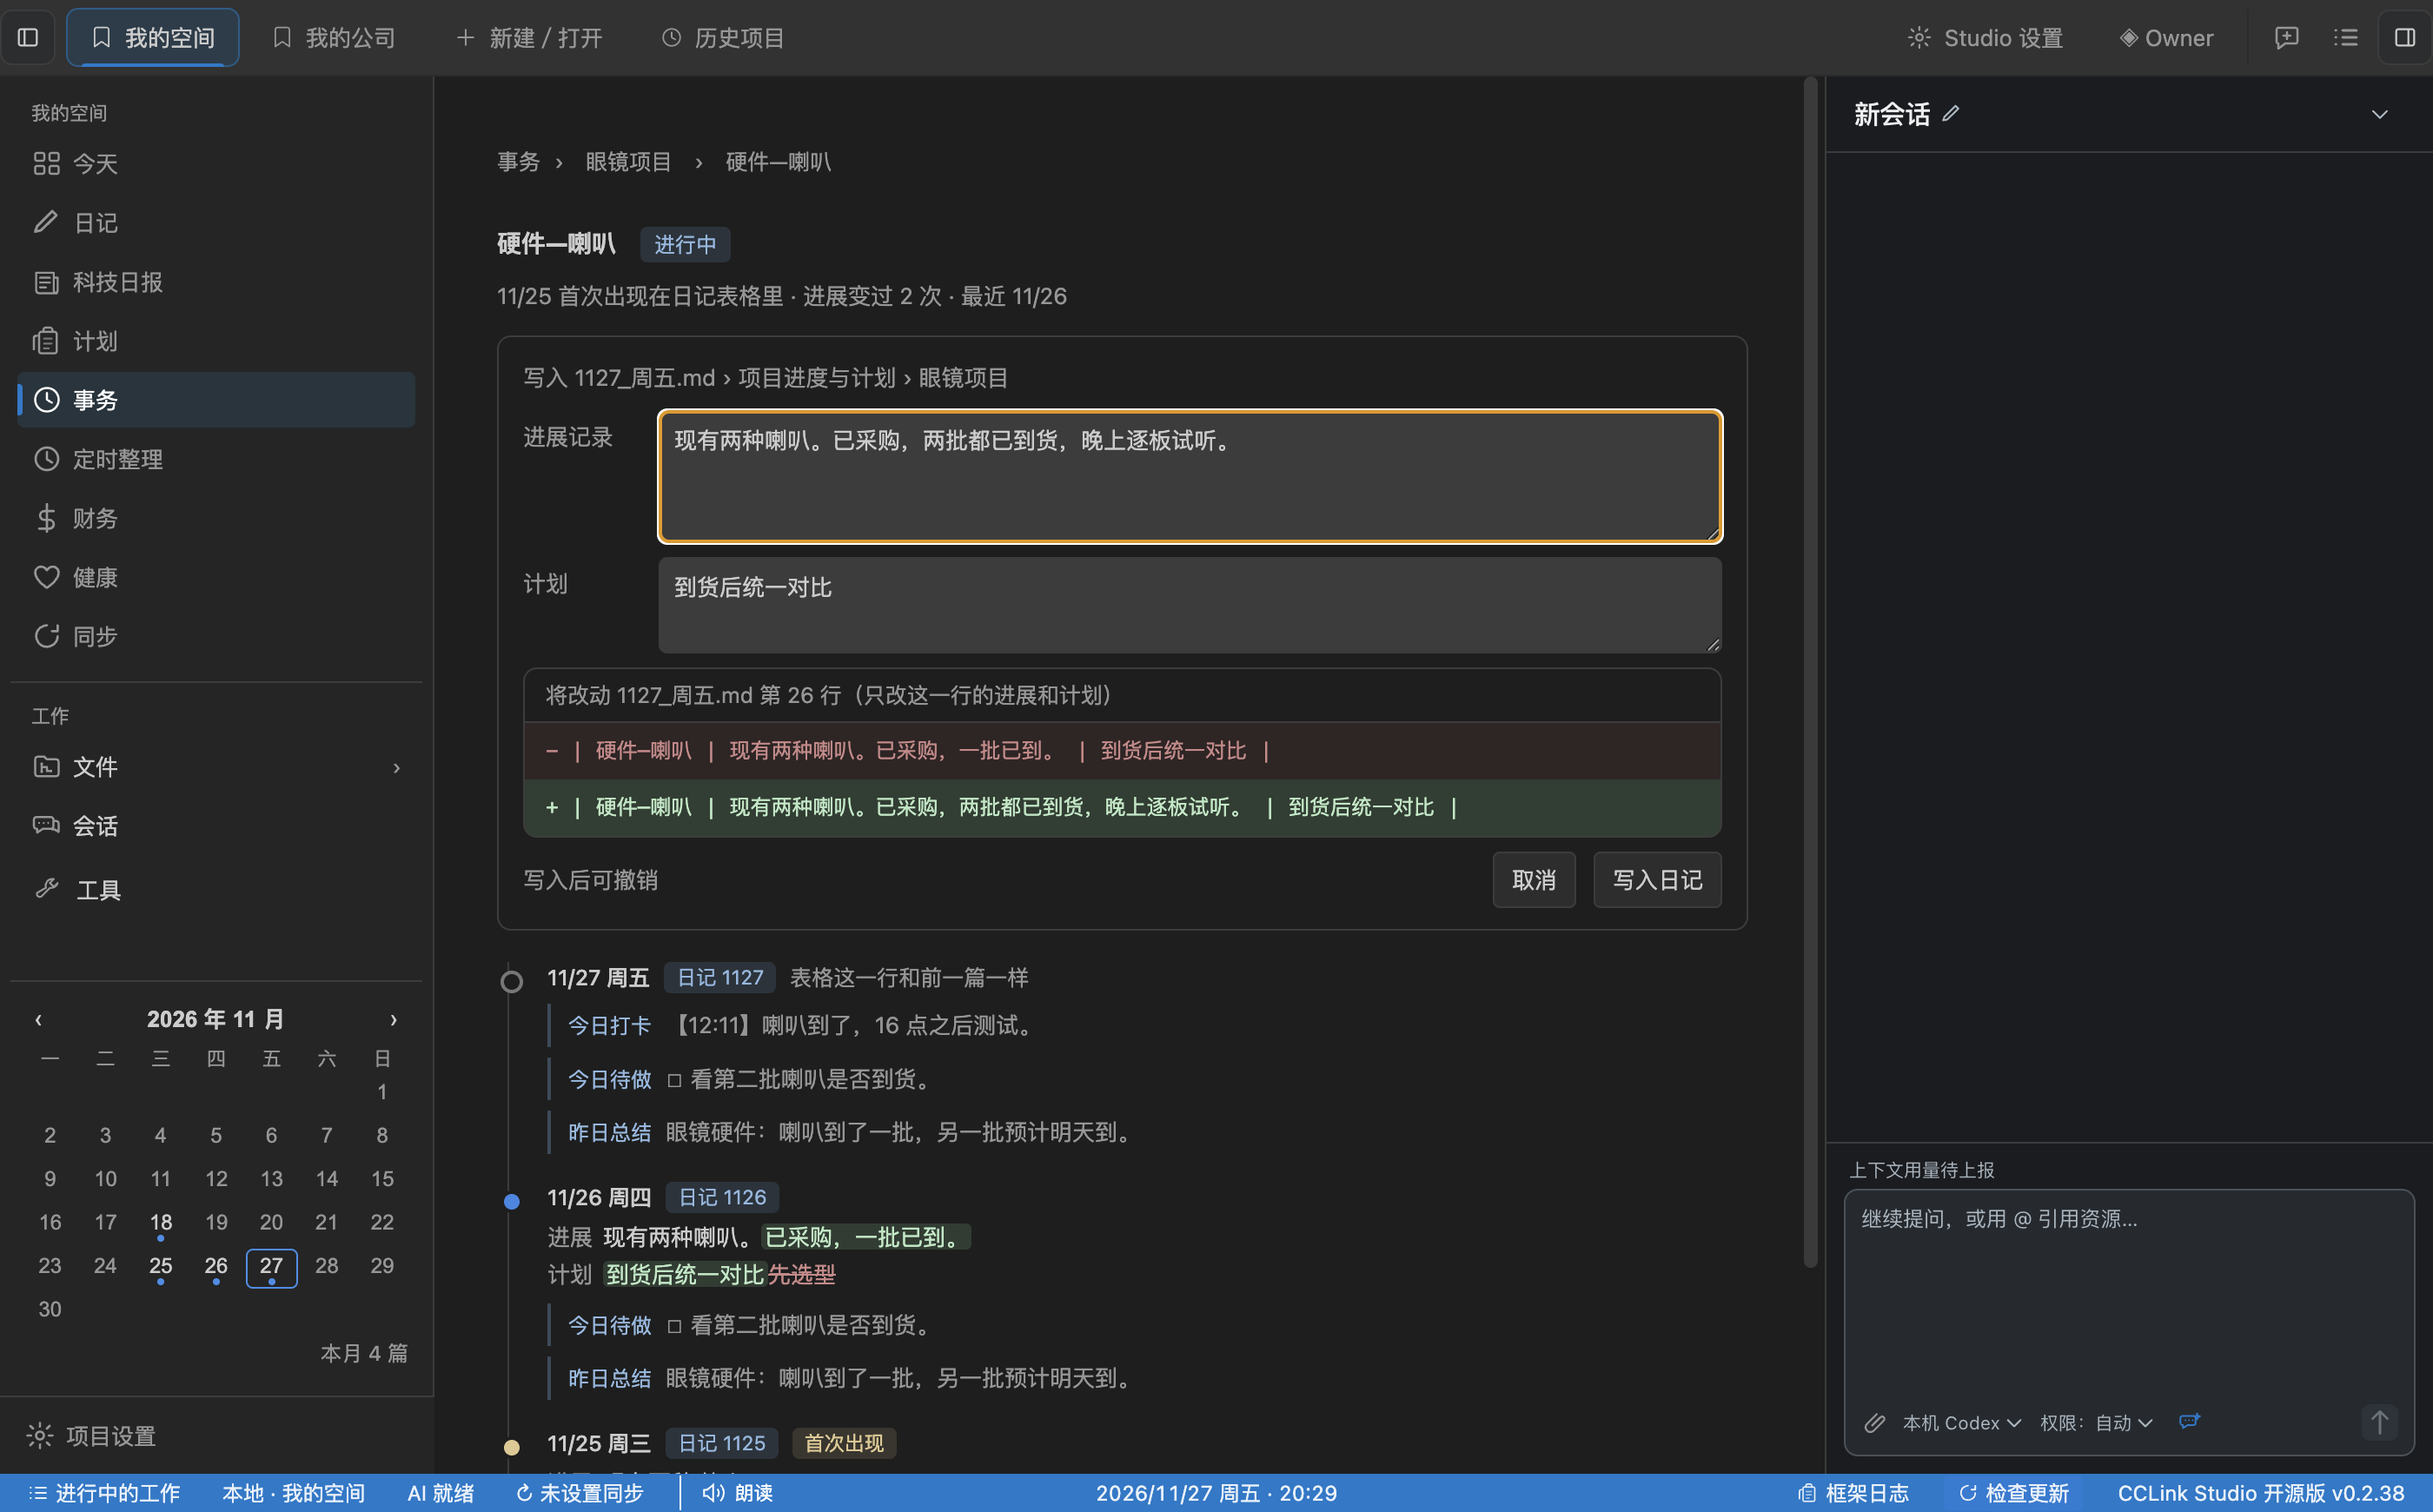 我的空间
我的公司
+ 新建 / 打开
历史项目
Studio 设置
Owner
我的空间
今天
日记
科技日报
计划
事务
定时整理
财务
健康
同步
工作
文件 ›
会话
工具
‹ 2026 年 11 月 ›
一 二 三 四 五 六 日
1
2 3 4 5 6 7 8
9 10 11 12 13 14 15
16 17 18 19 20 21 22
23 24 25 26 27 28 29
30
本月 4 篇
项目设置
事务 › 眼镜项目 › 硬件—喇叭
硬件—喇叭 进行中
11/25 首次出现在日记表格里 · 进展变过 2 次 · 最近 11/26
写入 1127_周五.md › 项目进度与计划 › 眼镜项目
进展记录
现有两种喇叭。已采购，两批都已到货，晚上逐板试听。
计划
到货后统一对比
将改动 1127_周五.md 第 26 行（只改这一行的进展和计划）
− | 硬件—喇叭 | 现有两种喇叭。已采购，一批已到。 | 到货后统一对比 |
+ | 硬件—喇叭 | 现有两种喇叭。已采购，两批都已到货，晚上逐板试听。 | 到货后统一对比 |
写入后可撤销
取消
写入日记
11/27 周五 日记 1127 表格这一行和前一篇一样
今日打卡 【12:11】喇叭到了，16 点之后测试。
今日待做 □ 看第二批喇叭是否到货。
昨日总结 眼镜硬件：喇叭到了一批，另一批预计明天到。
11/26 周四 日记 1126
进展 现有两种喇叭。已采购，一批已到。
计划 到货后统一对比先选型
今日待做 □ 看第二批喇叭是否到货。
昨日总结 眼镜硬件：喇叭到了一批，另一批预计明天到。
11/25 周三 日记 1125 首次出现
新会话
上下文用量待上报
继续提问，或用 @ 引用资源...
本机 Codex 权限：自动
进行中的工作
本地 · 我的空间
AI 就绪
未设置同步
朗读
2026/11/27 周五 · 20:29
框架日志
检查更新
CCLink Studio 开源版 v0.2.38